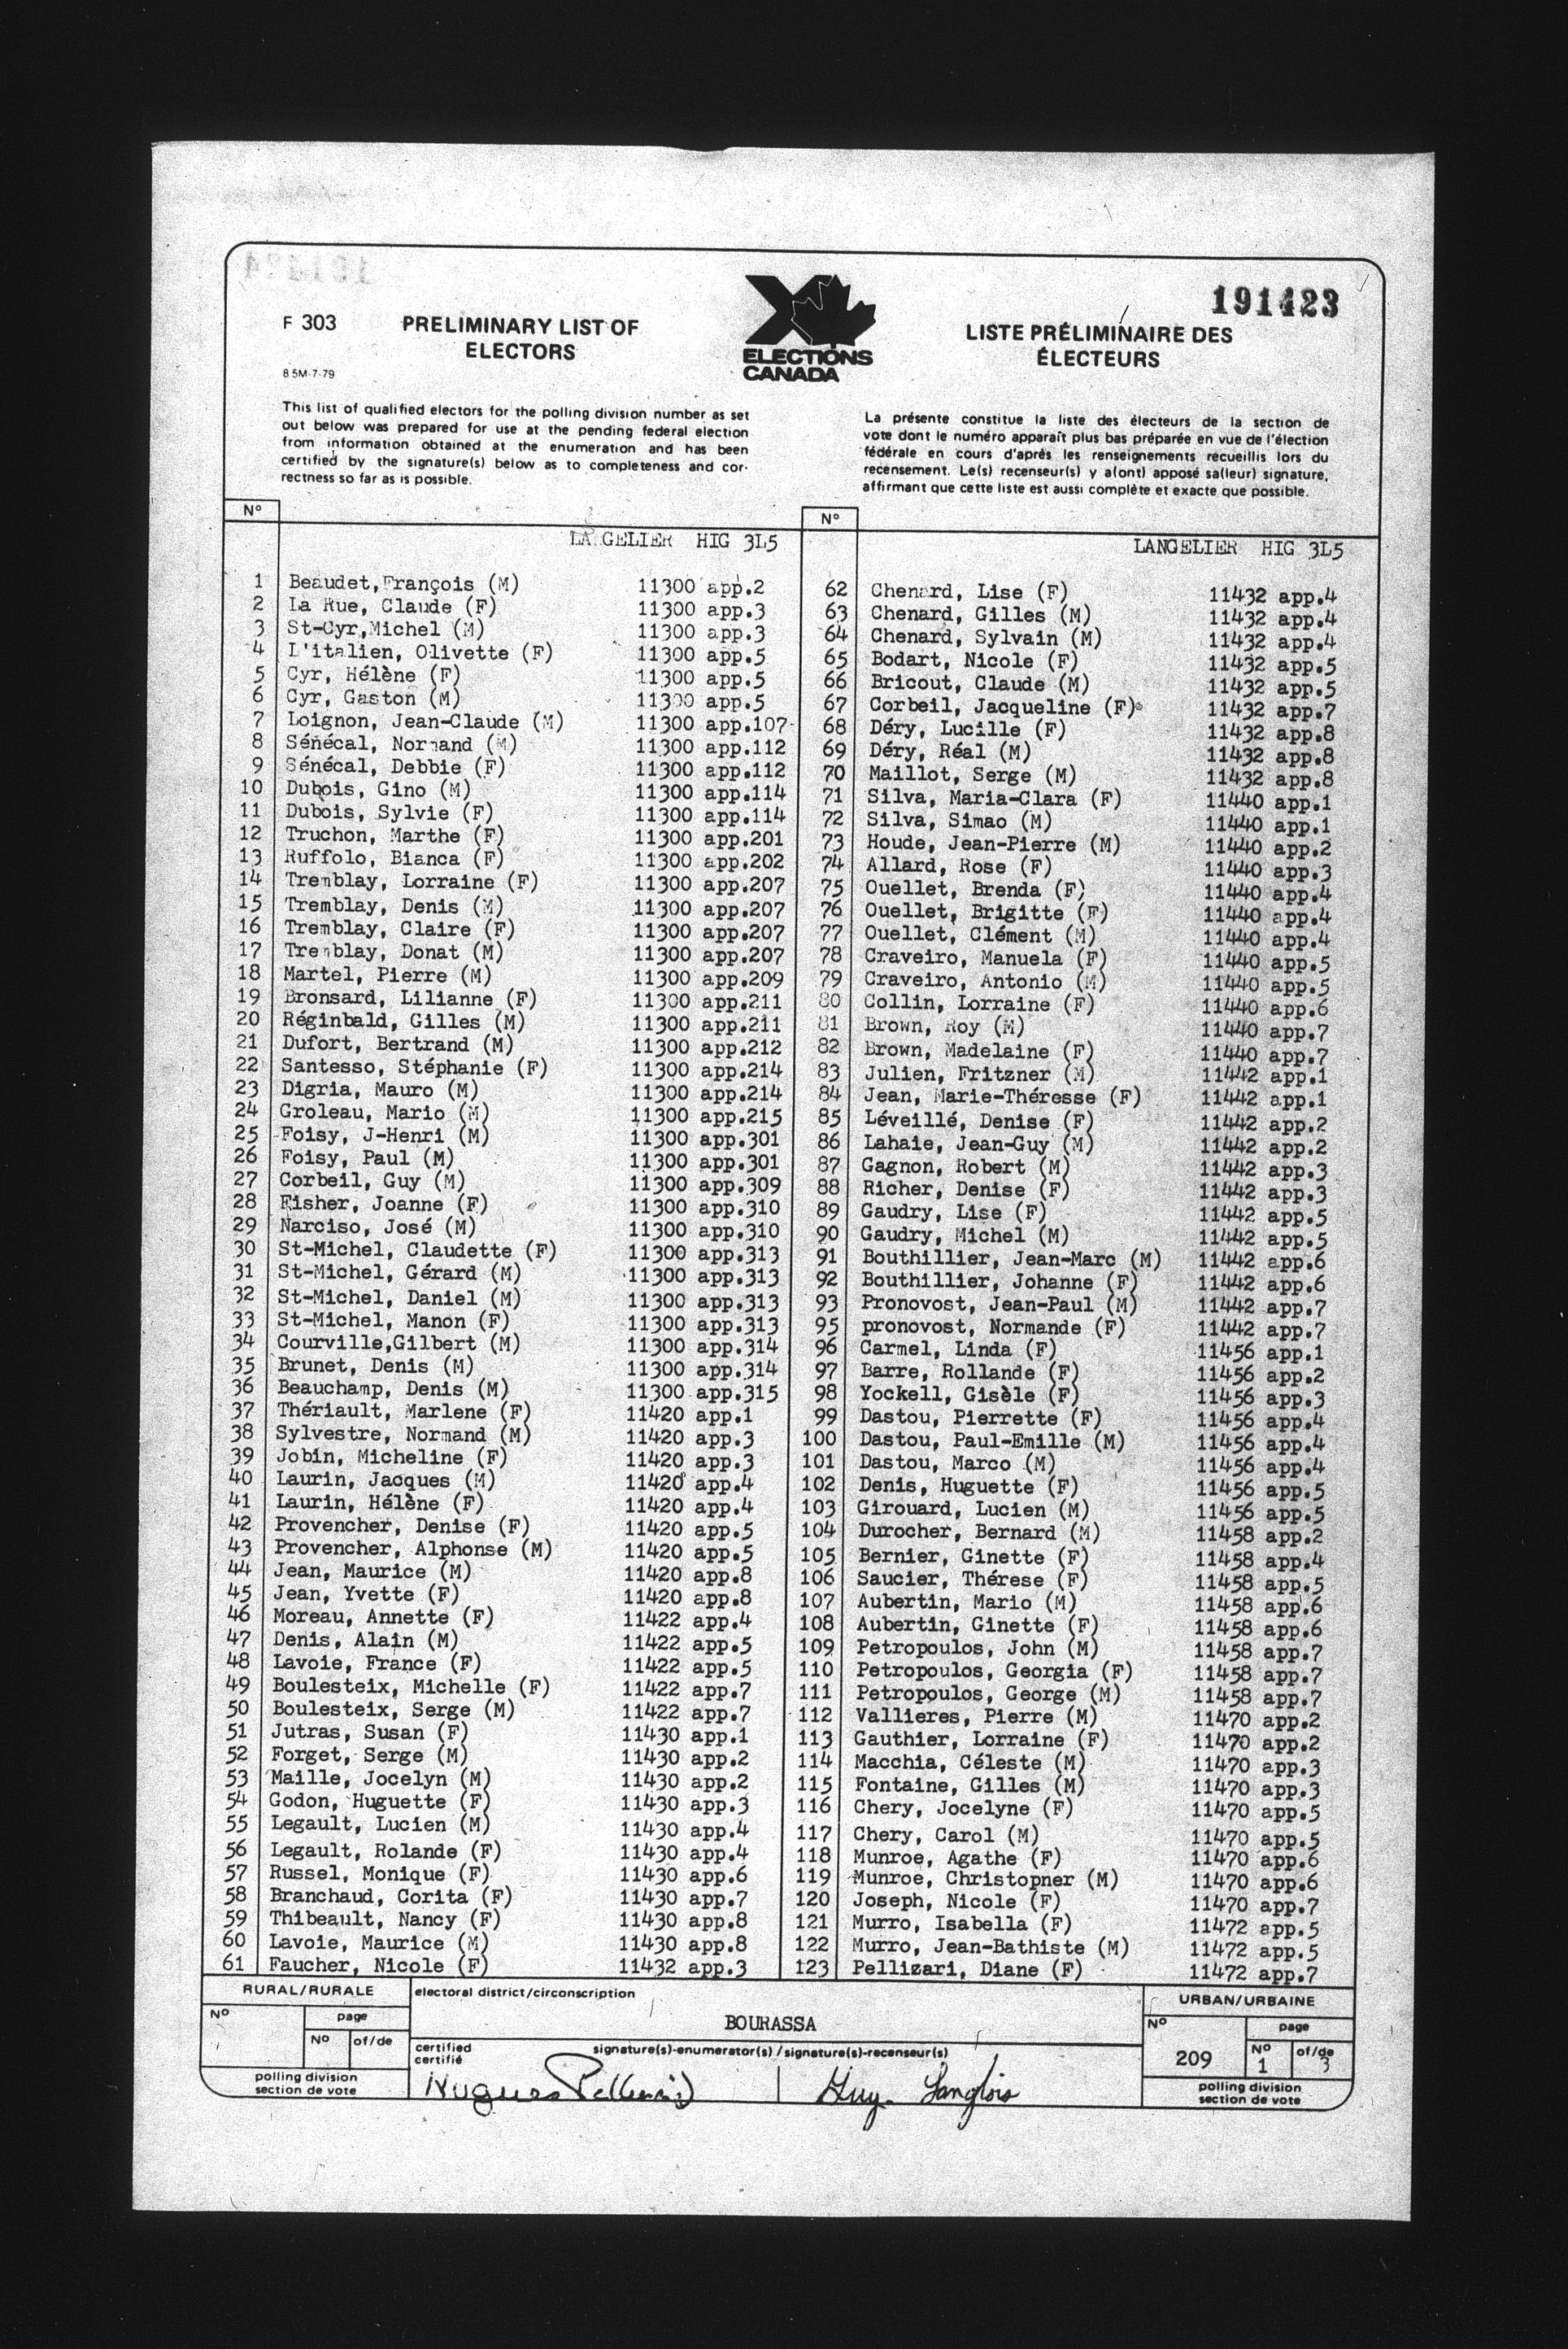 191423
F 303
PRELIMINARY LIST OF
ELECTORS
8 5M-7-79
ELECTIONS
CANADA
LISTE PRÉLIMINAIRE DES
ÉLECTEURS
This list of qualified electors for the polling division number as set
out below was prepared for use at the pending federal election
from information obtained at the enumeration and has been
certified by the signature(s) below as to completeness and cor-
rectness so far as is possible.
La présente constitue la liste des électeurs de la section de
vote dont le numéro apparaît plus bas préparée en vue de l'élection
fédérale en cours d'après les renseignements recueillis lors du
recensement. Le(s) recenseur(s) y a(ont) apposé sa(leur) signature,
affirmant que cette liste est aussi complète et exacte que possible.
Nº
LA GELIER HIG 3L5
1 Beaudet,François (M) 11300 app.2
2 La Rue, Claude (F) 11300 app.3
3 St-Cyr,Michel (M) 11300 app.3
4 L'italien, Olivette (F) 11300 app.5
5 Cyr, Hélène (F) 11300 app.5
6 Cyr, Gaston (M) 11300 app.5
7 Loignon, Jean-Claude (M) 11300 app.107
8 Sénécal, Normand (M) 11300 app.112
9 Sénécal, Debbie (F) 11300 app.112
10 Dubois, Gino (M) 11300 app.114
11 Dubois, Sylvie (F) 11300 app.114
12 Truchon, Marthe (F) 11300 app.201
13 Ruffolo, Bianca (F) 11300 app.202
14 Tremblay, Lorraine (F) 11300 app.207
15 Tremblay, Denis (M) 11300 app.207
16 Tremblay, Claire (F) 11300 app.207
17 Tremblay, Donat (M) 11300 app.207
18 Martel, Pierre (M) 11300 app.209
19 Bronsard, Lilianne (F) 11300 app.211
20 Réginbald, Gilles (M) 11300 app.211
21 Dufort, Bertrand (M) 11300 app.212
22 Santesso, Stéphanie (F) 11300 app.214
23 Digria, Mauro (M) 11300 app.214
24 Groleau, Mario (M) 11300 app.215
25 Foisy, J-Henri (M) 11300 app.301
26 Foisy, Paul (M) 11300 app.301
27 Corbeil, Guy (M) 11300 app.309
28 Fisher, Joanne (F) 11300 app.310
29 Narciso, José (M) 11300 app.310
30 St-Michel, Claudette (F) 11300 app.313
31 St-Michel, Gérard (M) 11300 app.313
32 St-Michel, Daniel (M) 11300 app.313
33 St-Michel, Manon (F) 11300 app.313
34 Courville,Gilbert (M) 11300 app.314
35 Brunet, Denis (M) 11300 app.314
36 Beauchamp, Denis (M) 11300 app.315
37 Thériault, Marlene (F) 11420 app.1
38 Sylvestre, Normand (M) 11420 app.3
39 Jobin, Micheline (F) 11420 app.3
40 Laurin, Jacques (M) 11420 app.4
41 Laurin, Hélène (F) 11420 app.4
42 Provencher, Denise (F) 11420 app.5
43 Provencher, Alphonse (M) 11420 app.5
44 Jean, Maurice (M) 11420 app.8
45 Jean, Yvette (F) 11420 app.8
46 Moreau, Annette (F) 11422 app.4
47 Denis, Alain (M) 11422 app.5
48 Lavoie, France (F) 11422 app.5
49 Boulesteix, Michelle (F) 11422 app.7
50 Boulesteix, Serge (M) 11422 app.7
51 Jutras, Susan (F) 11430 app.1
52 Forget, Serge (M) 11430 app.2
53 Maille, Jocelyn (M) 11430 app.2
54 Godon, Huguette (F) 11430 app.3
55 Legault, Lucien (M) 11430 app.4
56 Legault, Rolande (F) 11430 app.4
57 Russel, Monique (F) 11430 app.6
58 Branchaud, Corita (F) 11430 app.7
59 Thibeault, Nancy (F) 11430 app.8
60 Lavoie, Maurice (M) 11430 app.8
61 Faucher, Nicole (F) 11432 app.3
Nº
LANGELIER HIG 3L5
62 Chenard, Lise (F) 11432 app.4
63 Chenard, Gilles (M) 11432 app.4
64 Chenard, Sylvain (M) 11432 app.4
65 Bodart, Nicole (F) 11432 app.5
66 Bricout, Claude (M) 11432 app.5
67 Corbeil, Jacqueline (F) 11432 app.7
68 Déry, Lucille (F) 11432 app.8
69 Déry, Réal (M) 11432 app.8
70 Maillot, Serge (M) 11432 app.8
71 Silva, Maria-Clara (F) 11440 app.1
72 Silva, Simao (M) 11440 app.1
73 Houde, Jean-Pierre (M) 11440 app.2
74 Allard, Rose (F) 11440 app.3
75 Ouellet, Brenda (F) 11440 app.4
76 Ouellet, Brigitte (F) 11440 app.4
77 Ouellet, Clément (M) 11440 app.4
78 Craveiro, Manuela (F) 11440 app.5
79 Craveiro, Antonio (M) 11440 app.5
80 Collin, Lorraine (F) 11440 app.6
81 Brown, Roy (M) 11440 app.7
82 Brown, Madelaine (F) 11440 app.7
83 Julien, Fritzner (M) 11442 app.1
84 Jean, Marie-Théresse (F) 11442 app.1
85 Léveillé, Denise (F) 11442 app.2
86 Lahaie, Jean-Guy (M) 11442 app.2
87 Gagnon, Robert (M) 11442 app.3
88 Richer, Denise (F) 11442 app.3
89 Gaudry, Lise (F) 11442 app.5
90 Gaudry, Michel (M) 11442 app.5
91 Bouthillier, Jean-Marc (M) 11442 app.6
92 Bouthillier, Johanne (F) 11442 app.6
93 Pronovost, Jean-Paul (M) 11442 app.7
95 pronovost, Normande (F) 11442 app.7
96 Carmel, Linda (F) 11456 app.1
97 Barre, Rollande (F) 11456 app.2
98 Yockell, Gisèle (F) 11456 app.3
99 Dastou, Pierrette (F) 11456 app.4
100 Dastou, Paul-Emille (M) 11456 app.4
101 Dastou, Marco (M) 11456 app.4
102 Denis, Huguette (F) 11456 app.5
103 Girouard, Lucien (M) 11456 app.5
104 Durocher, Bernard (M) 11458 app.2
105 Bernier, Ginette (F) 11458 app.4
106 Saucier, Thérese (F) 11458 app.5
107 Aubertin, Mario (M) 11458 app.6
108 Aubertin, Ginette (F) 11458 app.6
109 Petropoulos, John (M) 11458 app.7
110 Petropoulos, Georgia (F) 11458 app.7
111 Petropoulos, George (M) 11458 app.7
112 Vallieres, Pierre (M) 11470 app.2
113 Gauthier, Lorraine (F) 11470 app.2
114 Macchia, Céleste (M) 11470 app.3
115 Fontaine, Gilles (M) 11470 app.3
116 Chery, Jocelyne (F) 11470 app.5
117 Chery, Carol (M) 11470 app.5
118 Munroe, Agathe (F) 11470 app.6
119 Munroe, Christopner (M) 11470 app.6
120 Joseph, Nicole (F) 11470 app.7
121 Murro, Isabella (F) 11472 app.5
122 Murro, Jean-Bathiste (M) 11472 app.5
123 Pellizari, Diane (F) 11472 app.7
RURAL/RURALE
Nº
page
Nº of/de
polling division
section de vote
electoral district/circonscription
BOURASSA
certified
certifié
signature(s)-enumerator(s) / signature(s)-recenseur(s)
Hugues
Guy Langlois
URBAN/URBAINE
Nº
209
page
Nº 1
of/de 3
polling division
section de vote